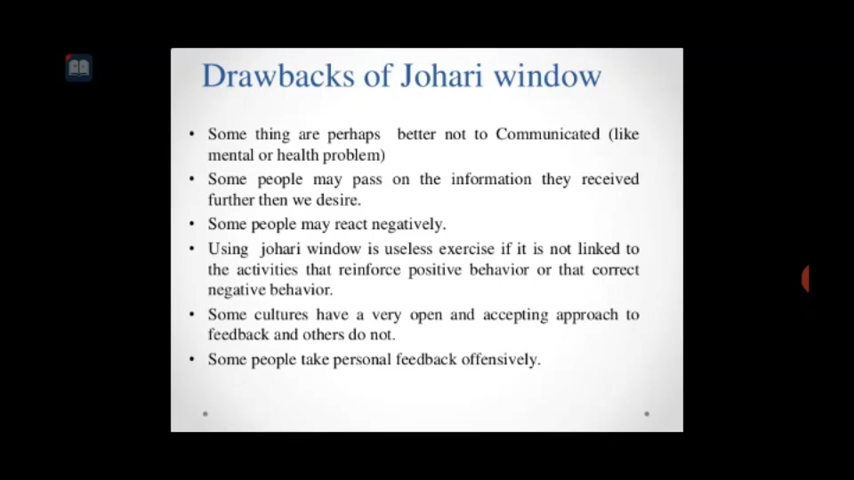 Drawbacks of Johari window
• Some thing are perhaps better not to Communicated (like
mental or health problem)
• Some people may pass on the information they received
further then we desire.
• Some people may react negatively.
• Using johari window is useless exercise if it is not linked to
the activities that reinforce positive behavior or that correct
negative behavior.
• Some cultures have a very open and accepting approach to
feedback and others do not.
• Some people take personal feedback offensively.